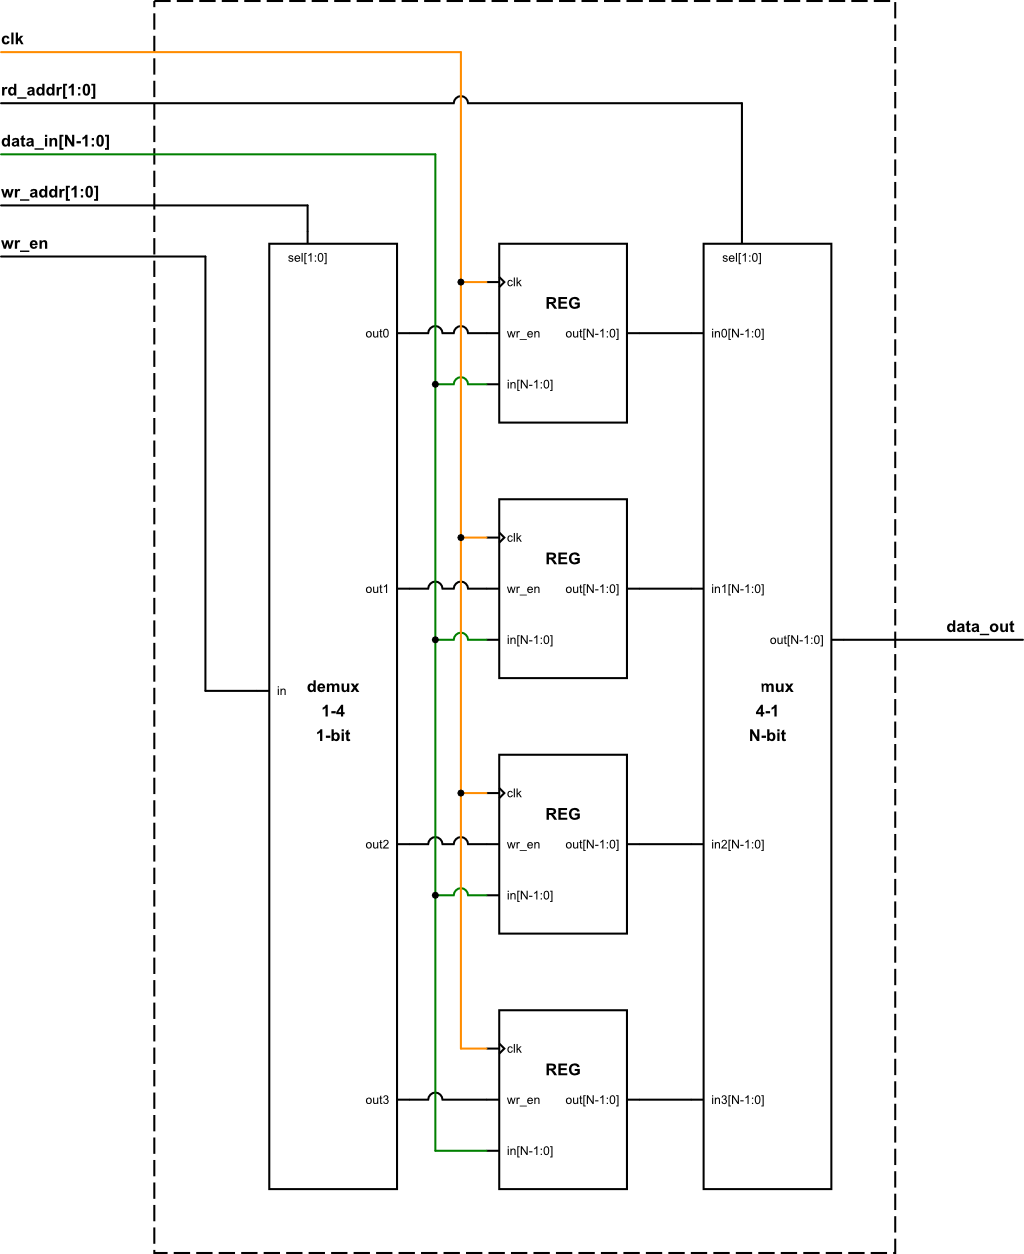 clk
rd_addr[1:0]
data_in[N-1:0]
wr_addr[1:0]
wr_en
sel[1:0]
out0
out1
in
demux
1-4
1-bit
out2
out3
clk
REG
wr_en out[N-1:0]
in[N-1:0]
clk
REG
wr_en out[N-1:0]
in[N-1:0]
clk
REG
wr_en out[N-1:0]
in[N-1:0]
clk
REG
wr_en out[N-1:0]
in[N-1:0]
sel[1:0]
in0[N-1:0]
in1[N-1:0]
out[N-1:0]
mux
4-1
N-bit
in2[N-1:0]
in3[N-1:0]
data_out